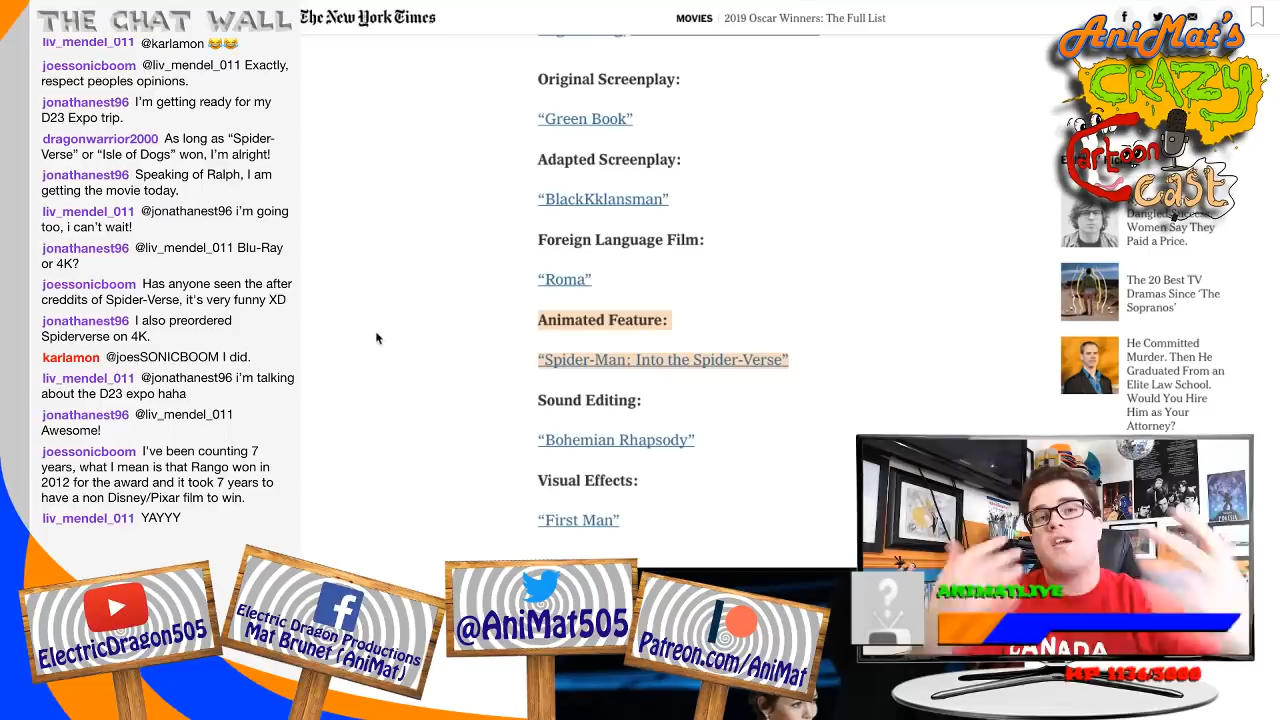 THE CHAT WALL
liv_mendel_011 @karlamon 😂😂
joessonicboom @liv_mendel_011 Exactly,
respect peoples opinions.
jonathanest96 I'm getting ready for my
D23 Expo trip.
dragonwarrior2000 As long as “Spider-
Verse” or “Isle of Dogs” won, I'm alright!
jonathanest96 Speaking of Ralph, I am
getting the movie today.
liv_mendel_011 @jonathanest96 i'm going
too, i can't wait!
jonathanest96 @liv_mendel_011 Blu-Ray
or 4K?
joessonicboom Has anyone seen the after
creddits of Spider-Verse, it's very funny XD
jonathanest96 I also preordered
Spiderverse on 4K.
karlamon @joesSONICBOOM I did.
liv_mendel_011 @jonathanest96 i'm talking
about the D23 expo haha
jonathanest96 @liv_mendel_011
Awesome!
joessonicboom I've been counting 7
years, what I mean is that Rango won in
2012 for the award and it took 7 years to
have a non Disney/Pixar film to win.
liv_mendel_011 YAYYY
The New York Times
MOVIES | 2019 Oscar Winners: The Full List
Original Screenplay:
“Green Book”
Adapted Screenplay:
“BlacKkKlansman”
Foreign Language Film:
“Roma”
Animated Feature:
“Spider-Man: Into the Spider-Verse”
Sound Editing:
“Bohemian Rhapsody”
Visual Effects:
“First Man”
AniMat's
CRAZY
Cartoon
Cast
Dangled Success,
Women Say They
Paid a Price.
The 20 Best TV
Dramas Since ‘The
Sopranos’
He Committed
Murder. Then He
Graduated From an
Elite Law School.
Would You Hire
Him as Your
Attorney?
ANIMATLIVE
CANADA
ElectricDragon505
Electric Dragon Productions
Mat Brunet (AniMat)
@AniMat505
Patreon.com/AniMat